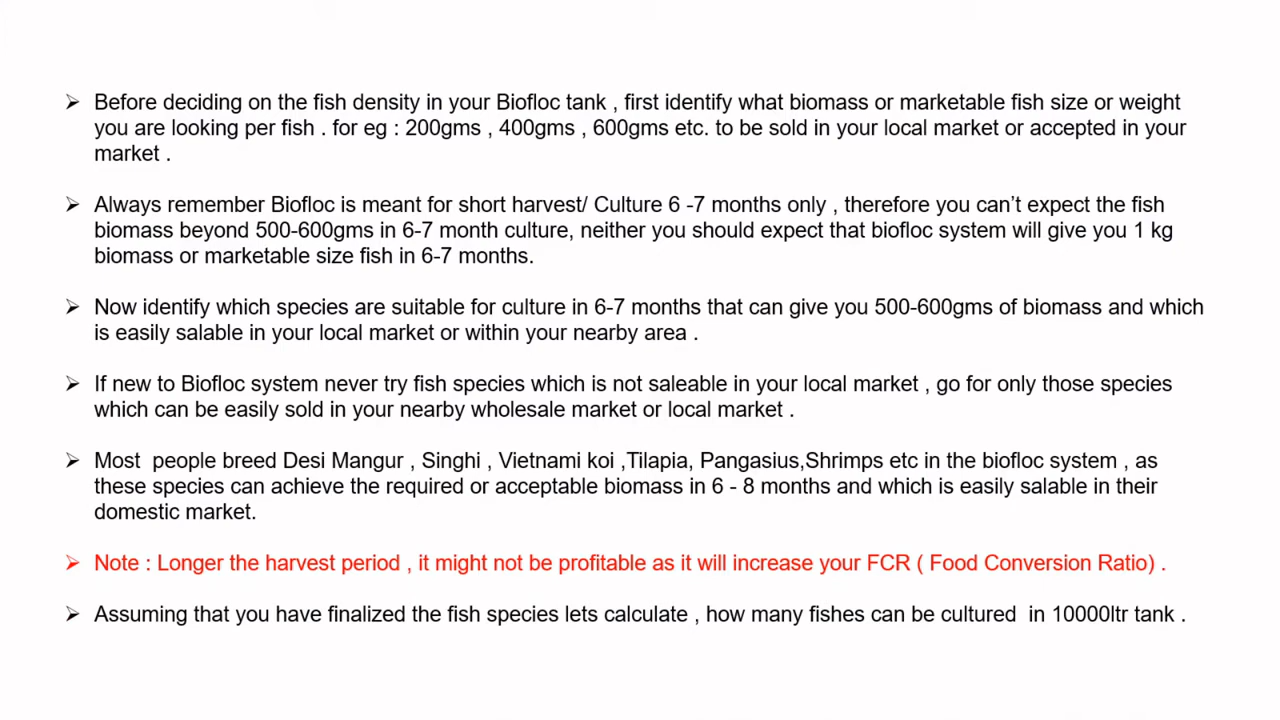 ➢ Before deciding on the fish density in your Biofloc tank , first identify what biomass or marketable fish size or weight
you are looking per fish . for eg : 200gms , 400gms , 600gms etc. to be sold in your local market or accepted in your
market .
➢ Always remember Biofloc is meant for short harvest/ Culture 6 -7 months only , therefore you can’t expect the fish
biomass beyond 500-600gms in 6-7 month culture, neither you should expect that biofloc system will give you 1 kg
biomass or marketable size fish in 6-7 months.
➢ Now identify which species are suitable for culture in 6-7 months that can give you 500-600gms of biomass and which
is easily salable in your local market or within your nearby area .
➢ If new to Biofloc system never try fish species which is not saleable in your local market , go for only those species
which can be easily sold in your nearby wholesale market or local market .
➢ Most  people breed Desi Mangur , Singhi , Vietnami koi ,Tilapia, Pangasius,Shrimps etc in the biofloc system , as
these species can achieve the required or acceptable biomass in 6 - 8 months and which is easily salable in their
domestic market.
➢ Note : Longer the harvest period , it might not be profitable as it will increase your FCR ( Food Conversion Ratio) .
➢ Assuming that you have finalized the fish species lets calculate , how many fishes can be cultured  in 10000ltr tank .